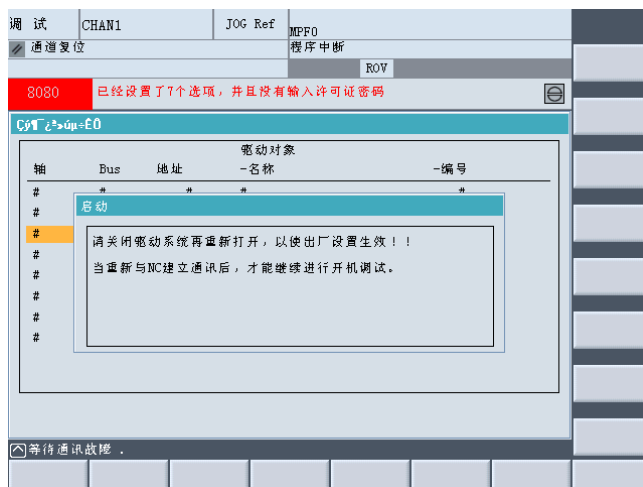 调 试 CHAN1 JOG Ref MPF0
通道复位 程序中断
ROV
8080 已经设置了7个选项，并且没有输入许可证密码
Çý¶¯¿ª»úµ÷ÊÔ
驱动对象
轴 Bus 地址 -名称 -编号
# # # # #
#
启动
#
请关闭驱动系统再重新打开，以使出厂设置生效！！
#
当重新与NC建立通讯后，才能继续进行开机调试。
#
#
#
#
等待通讯故障 .